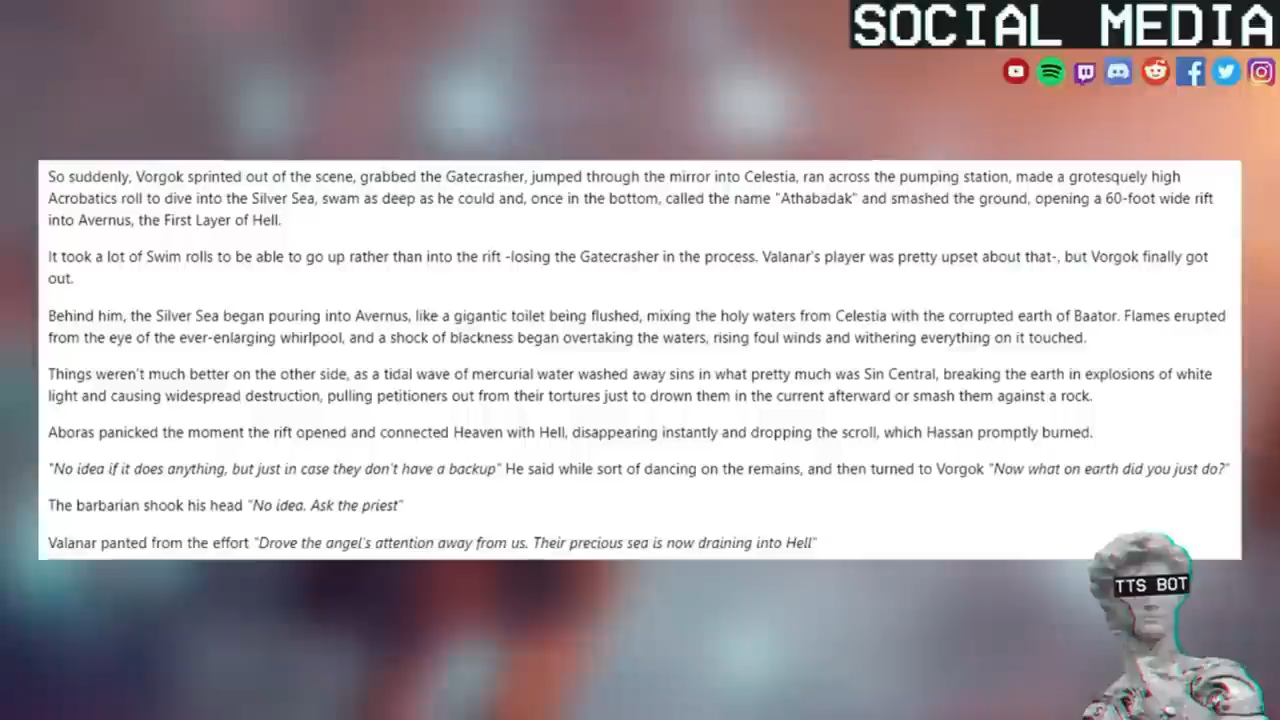 SOCIAL MEDIA
So suddenly, Vorgok sprinted out of the scene, grabbed the Gatecrasher, jumped through the mirror into Celestia, ran across the pumping station, made a grotesquely high
Acrobatics roll to dive into the Silver Sea, swam as deep as he could and, once in the bottom, called the name "Athabadak" and smashed the ground, opening a 60-foot wide rift
into Avernus, the First Layer of Hell.
It took a lot of Swim rolls to be able to go up rather than into the rift -losing the Gatecrasher in the process. Valanar's player was pretty upset about that-, but Vorgok finally got
out.
Behind him, the Silver Sea began pouring into Avernus, like a gigantic toilet being flushed, mixing the holy waters from Celestia with the corrupted earth of Baator. Flames erupted
from the eye of the ever-enlarging whirlpool, and a shock of blackness began overtaking the waters, rising foul winds and withering everything on it touched.
Things weren't much better on the other side, as a tidal wave of mercurial water washed away sins in what pretty much was Sin Central, breaking the earth in explosions of white
light and causing widespread destruction, pulling petitioners out from their tortures just to drown them in the current afterward or smash them against a rock.
Aboras panicked the moment the rift opened and connected Heaven with Hell, disappearing instantly and dropping the scroll, which Hassan promptly burned.
"No idea if it does anything, but just in case they don't have a backup" He said while sort of dancing on the remains, and then turned to Vorgok "Now what on earth did you just do?"
The barbarian shook his head "No idea. Ask the priest"
Valanar panted from the effort "Drove the angel's attention away from us. Their precious sea is now draining into Hell"
TTS BOT